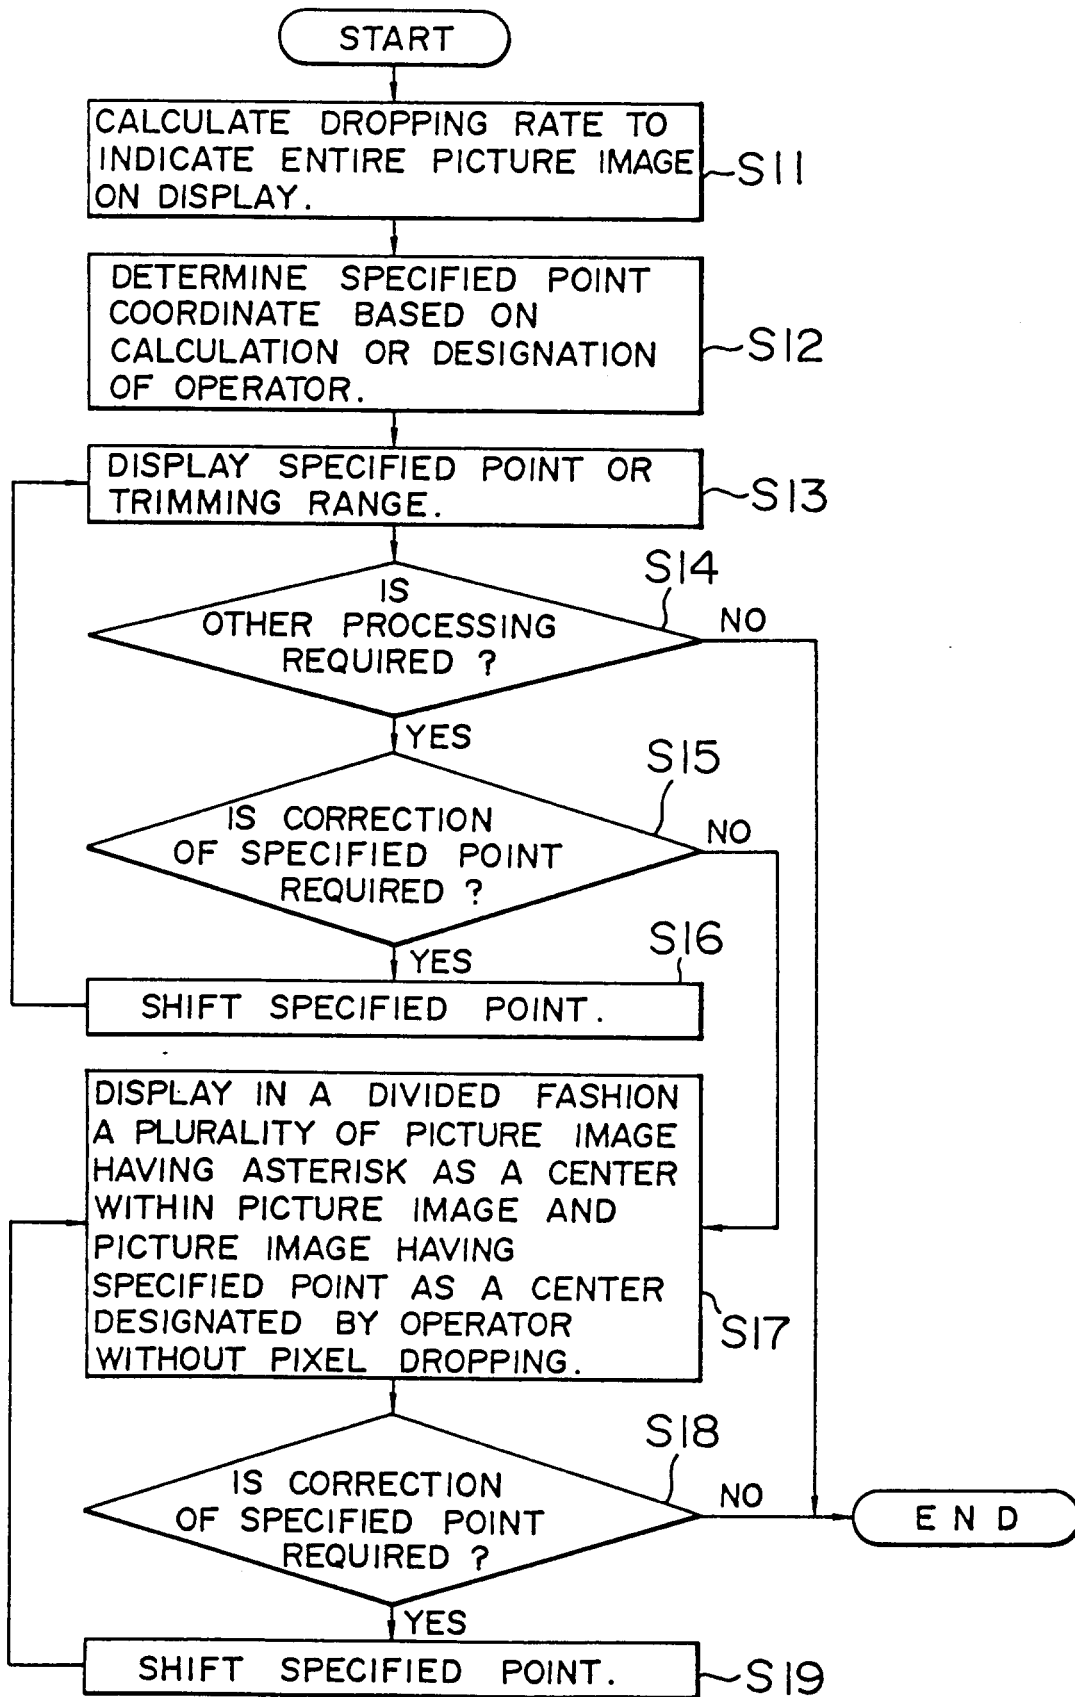 START
CALCULATE DROPPING RATE TO
INDICATE ENTIRE PICTURE IMAGE
ON DISPLAY.
S11
DETERMINE SPECIFIED POINT
COORDINATE BASED ON
CALCULATION OR DESIGNATION
OF OPERATOR.
S12
DISPLAY SPECIFIED POINT OR
TRIMMING RANGE.
S13
S14
IS
OTHER PROCESSING
REQUIRED ?
NO
YES
S15
IS CORRECTION
OF SPECIFIED POINT
REQUIRED ?
NO
YES
S16
SHIFT SPECIFIED POINT.
DISPLAY IN A DIVIDED FASHION
A PLURALITY OF PICTURE IMAGE
HAVING ASTERISK AS A CENTER
WITHIN PICTURE IMAGE AND
PICTURE IMAGE HAVING
SPECIFIED POINT AS A CENTER
DESIGNATED BY OPERATOR
WITHOUT PIXEL DROPPING.
S17
S18
IS CORRECTION
OF SPECIFIED POINT
REQUIRED ?
NO
END
YES
SHIFT SPECIFIED POINT.
S19